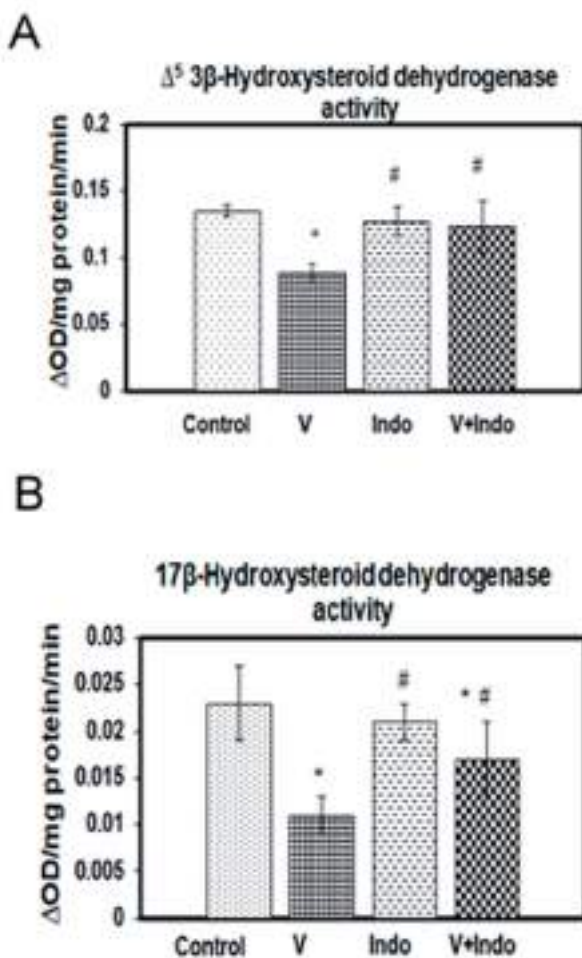 A
Δ⁵ 3β-Hydroxysteroid dehydrogenase
activity
ΔOD/mg protein/min
0.2
0.15
0.1
0.05
0
*
#
#
Control V Indo V+Indo
B
17β-Hydroxysteroid dehydrogenase
activity
ΔOD/mg protein/min
0.03
0.025
0.02
0.015
0.01
0.005
0
*
#
* #
Control V Indo V+Indo